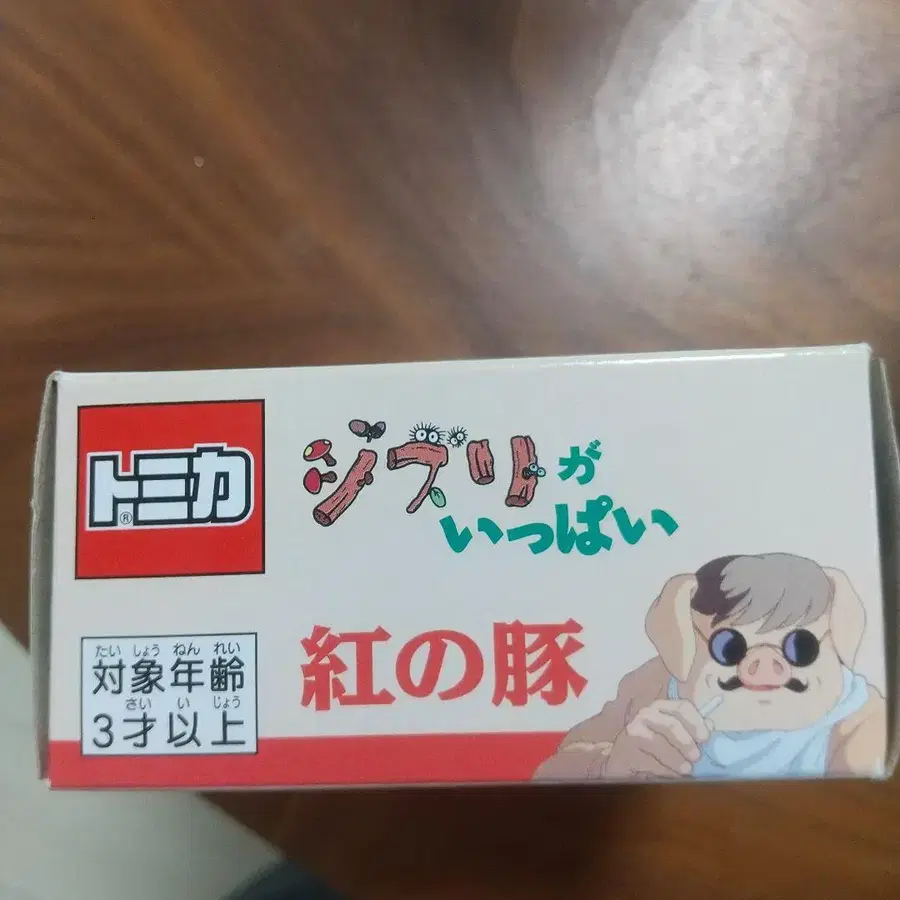 トミカ®
ジブリが
いっぱい
紅の豚
たいしょうねんれい
対象年齢
さいいじょう
3才以上